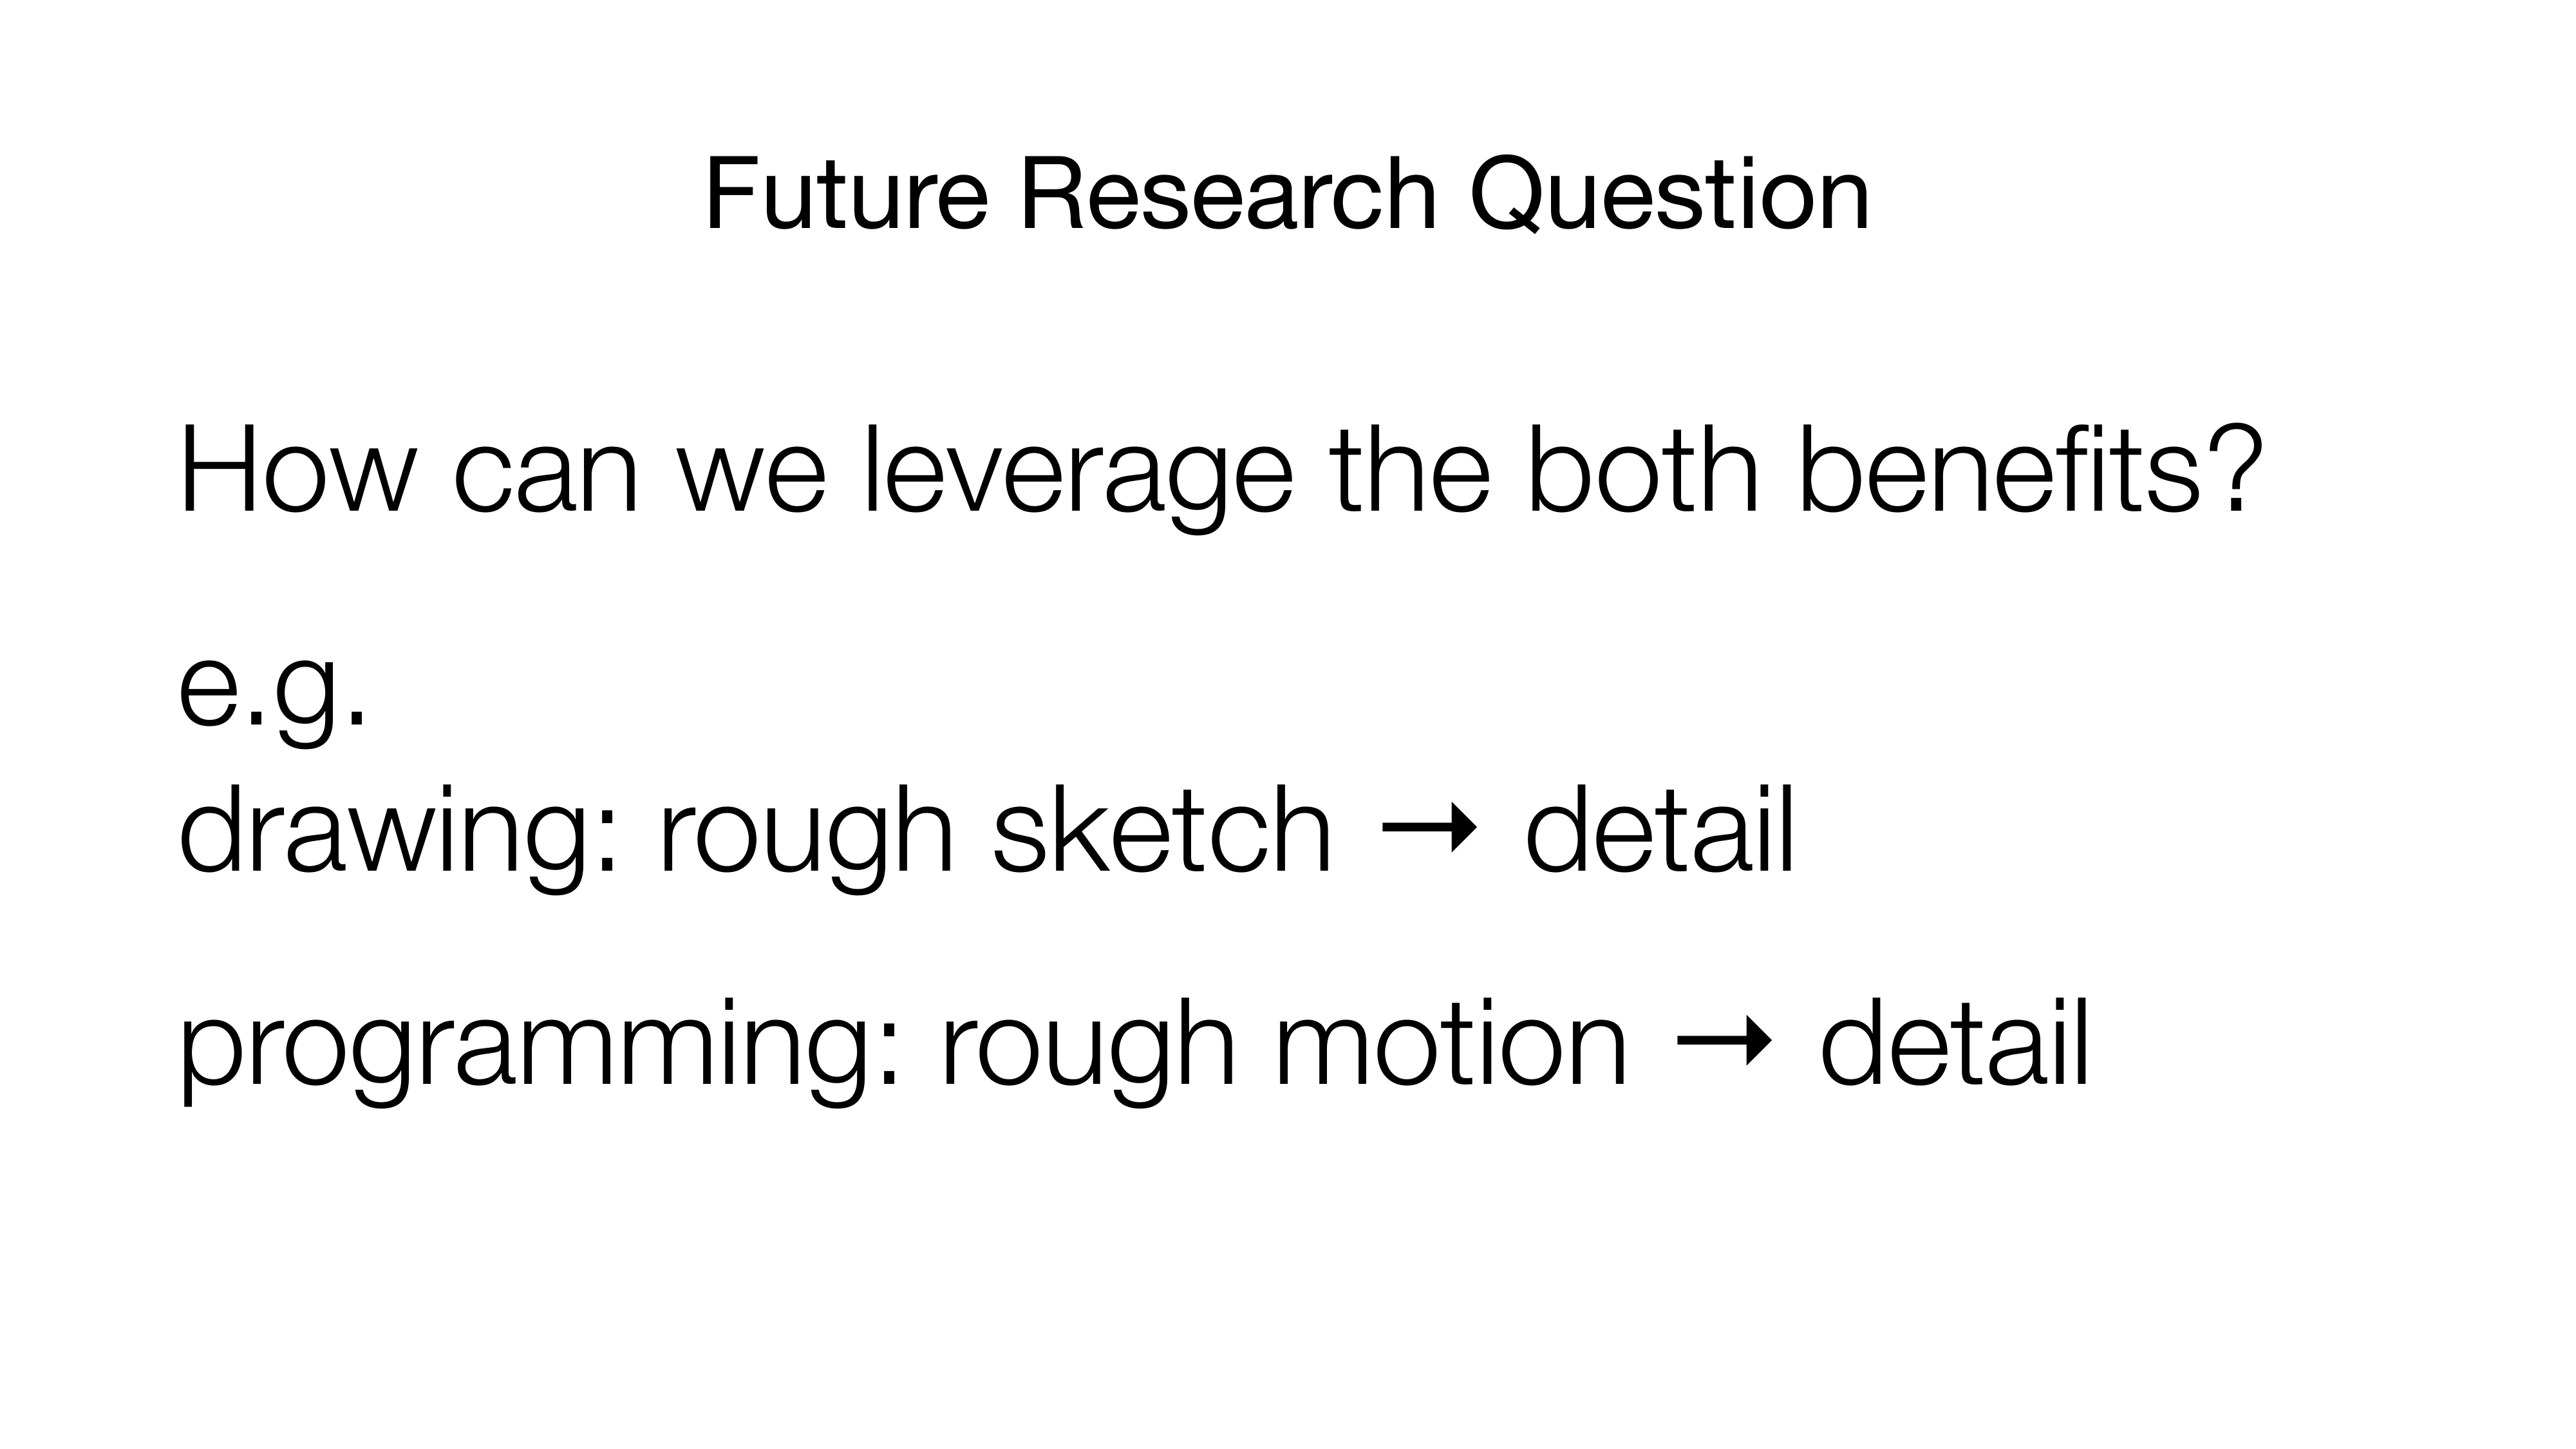 Future Research Question
How can we leverage the both benefits?
e.g.
drawing: rough sketch → detail
programming: rough motion → detail